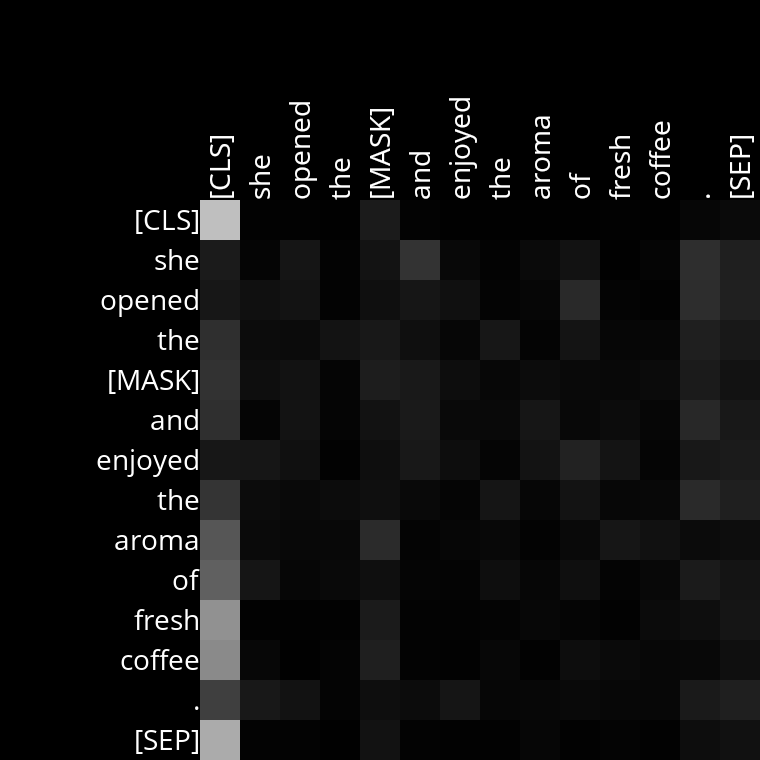 [CLS] she opened the [MASK] and enjoyed the aroma of fresh coffee . [SEP]
[CLS]
she
opened
the
[MASK]
and
enjoyed
the
aroma
of
fresh
coffee
.
[SEP]